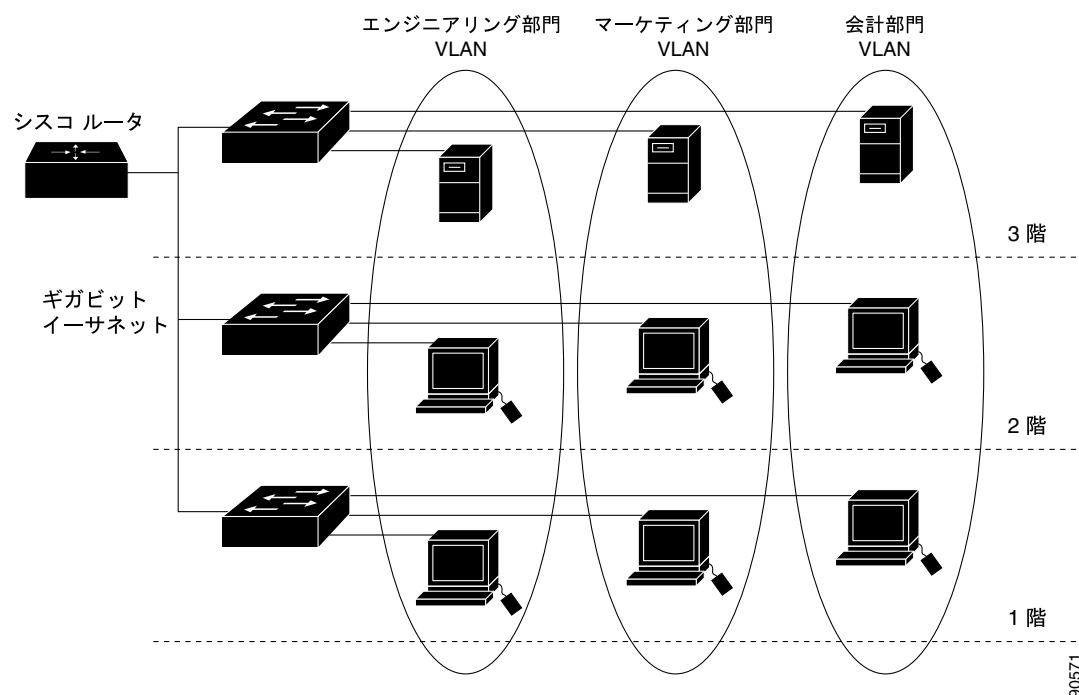 エンジニアリング部門
VLAN
マーケティング部門
VLAN
会計部門
VLAN
シスコ ルータ
3 階
ギガビット
イーサネット
2 階
1 階
90571